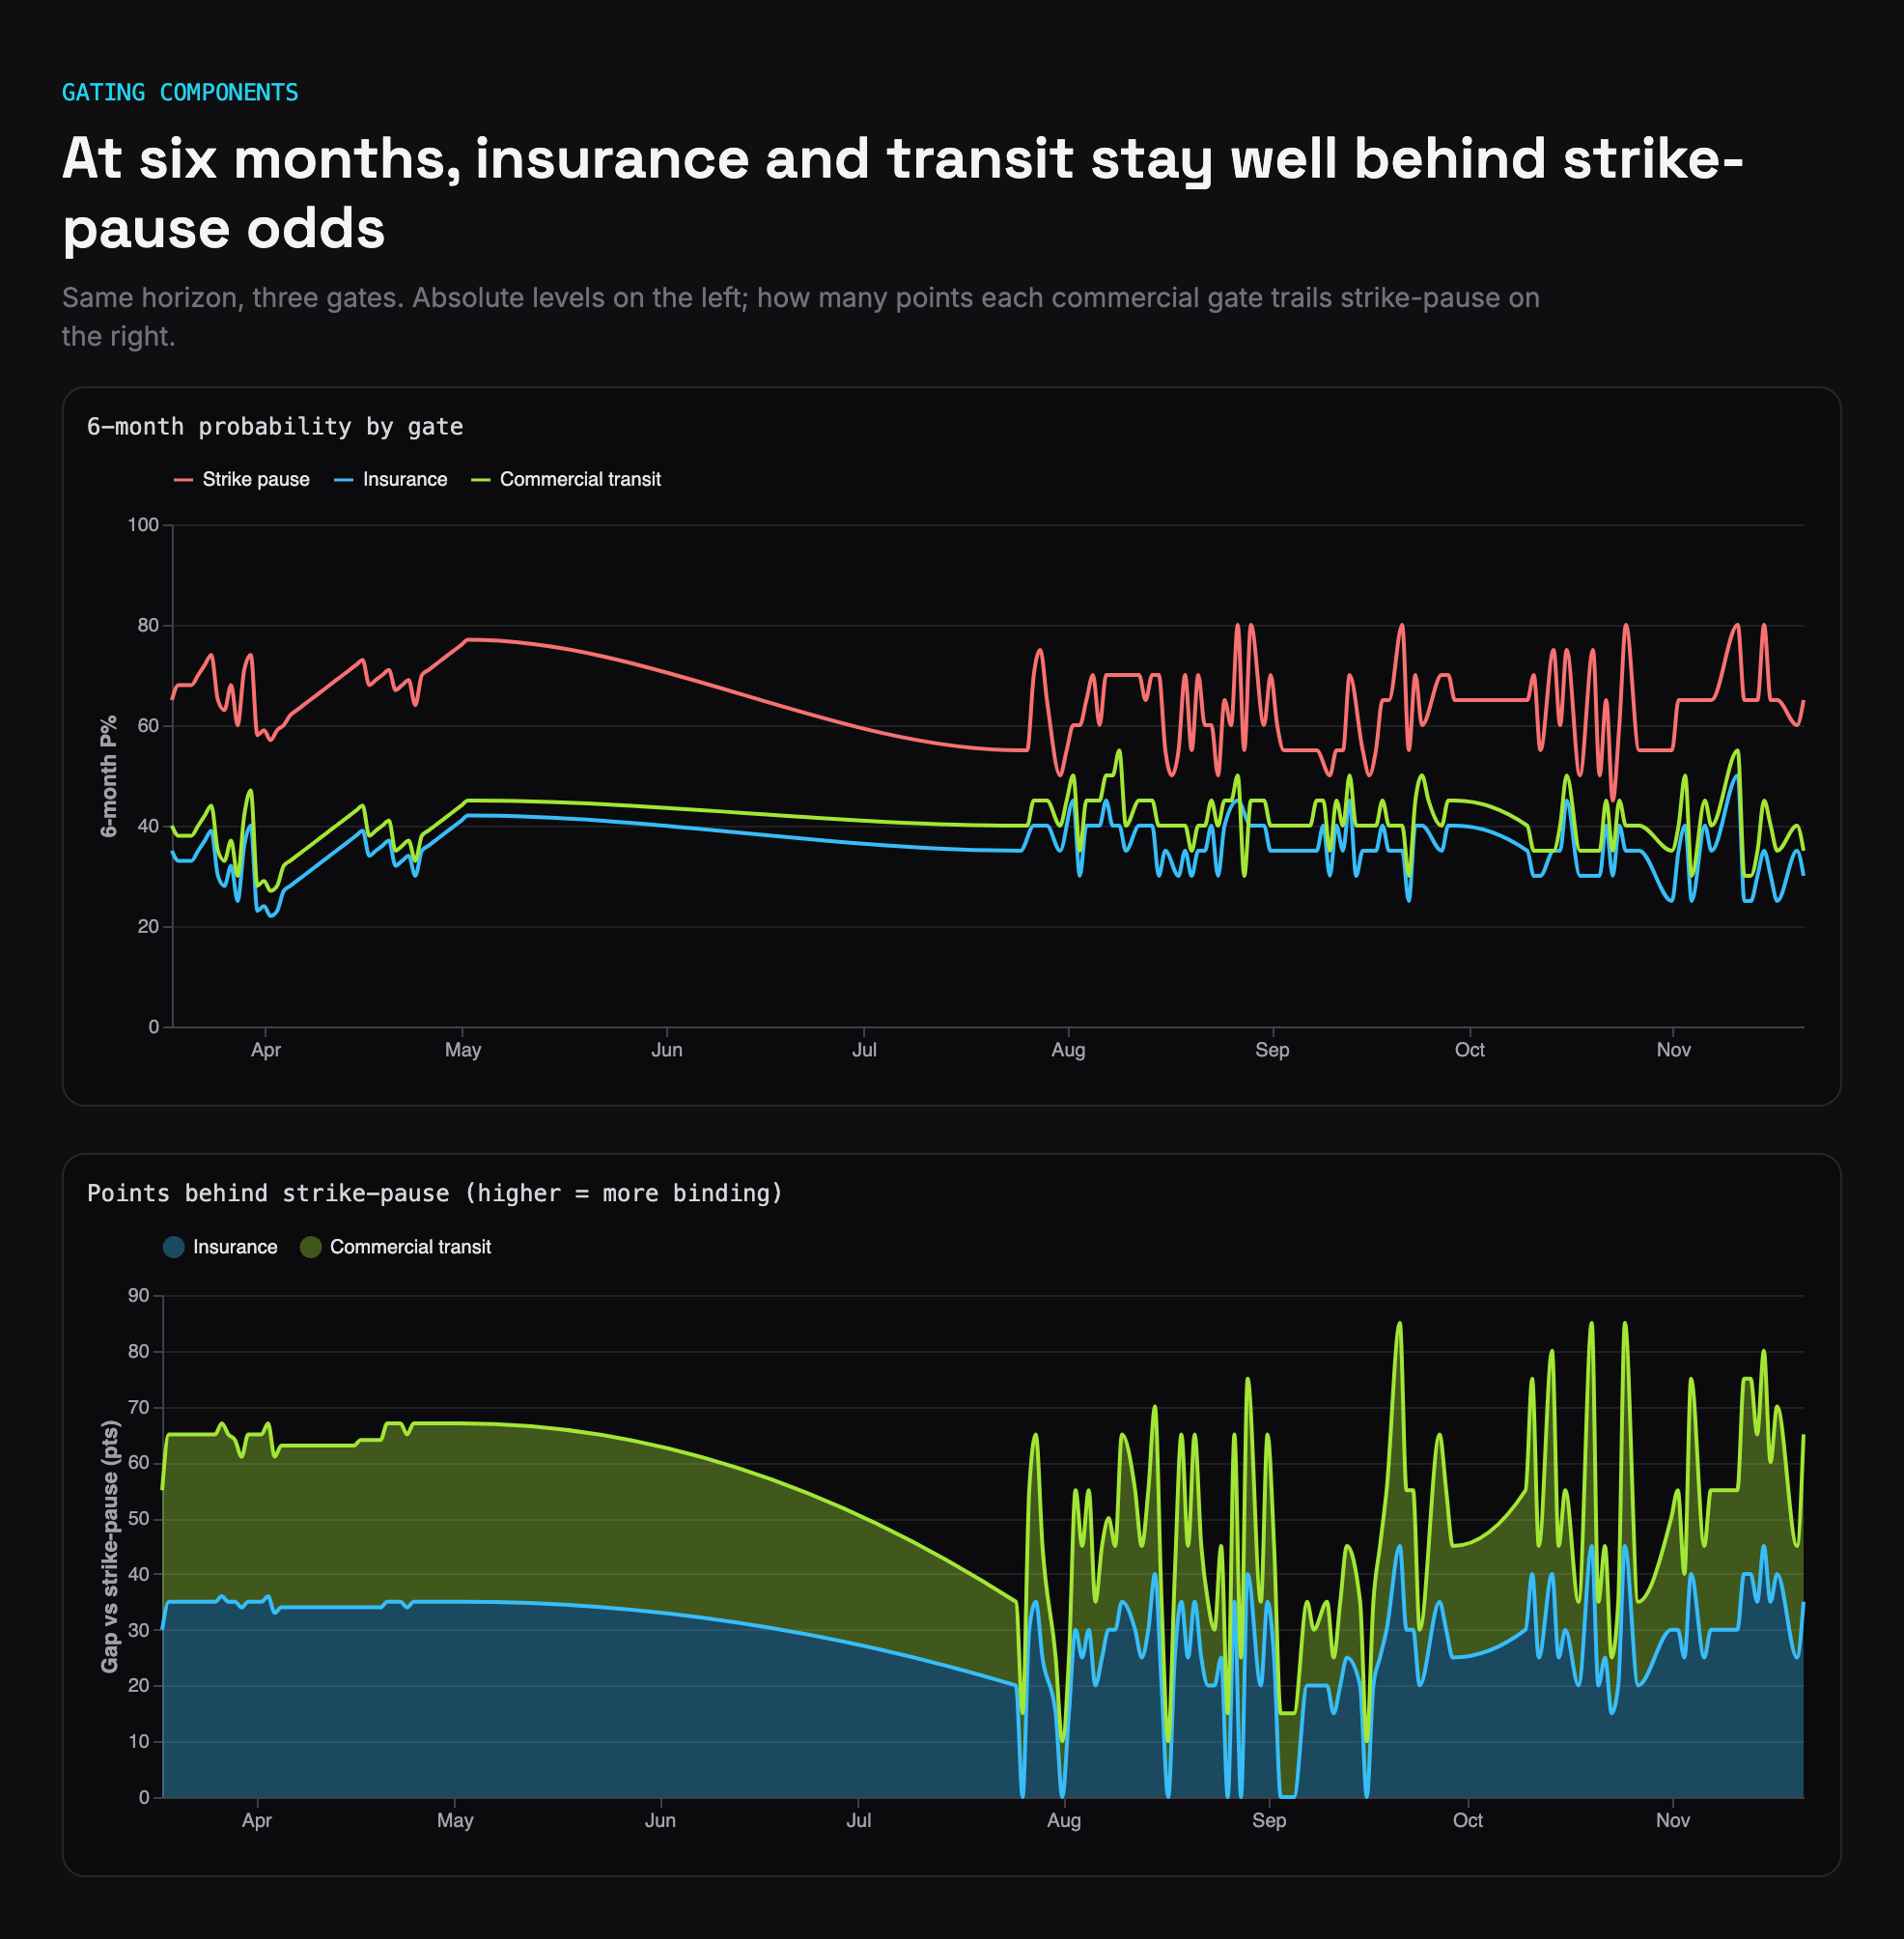 GATING COMPONENTS
At six months, insurance and transit stay well behind strike-
pause odds
Same horizon, three gates. Absolute levels on the left; how many points each commercial gate trails strike-pause on
the right.
6-month probability by gate
Strike pause Insurance Commercial transit
100
80
60
40
20
0
6-month P%
Apr May Jun Jul Aug Sep Oct Nov
Points behind strike-pause (higher = more binding)
Insurance Commercial transit
90
80
70
60
50
40
30
20
10
0
Gap vs strike-pause (pts)
Apr May Jun Jul Aug Sep Oct Nov